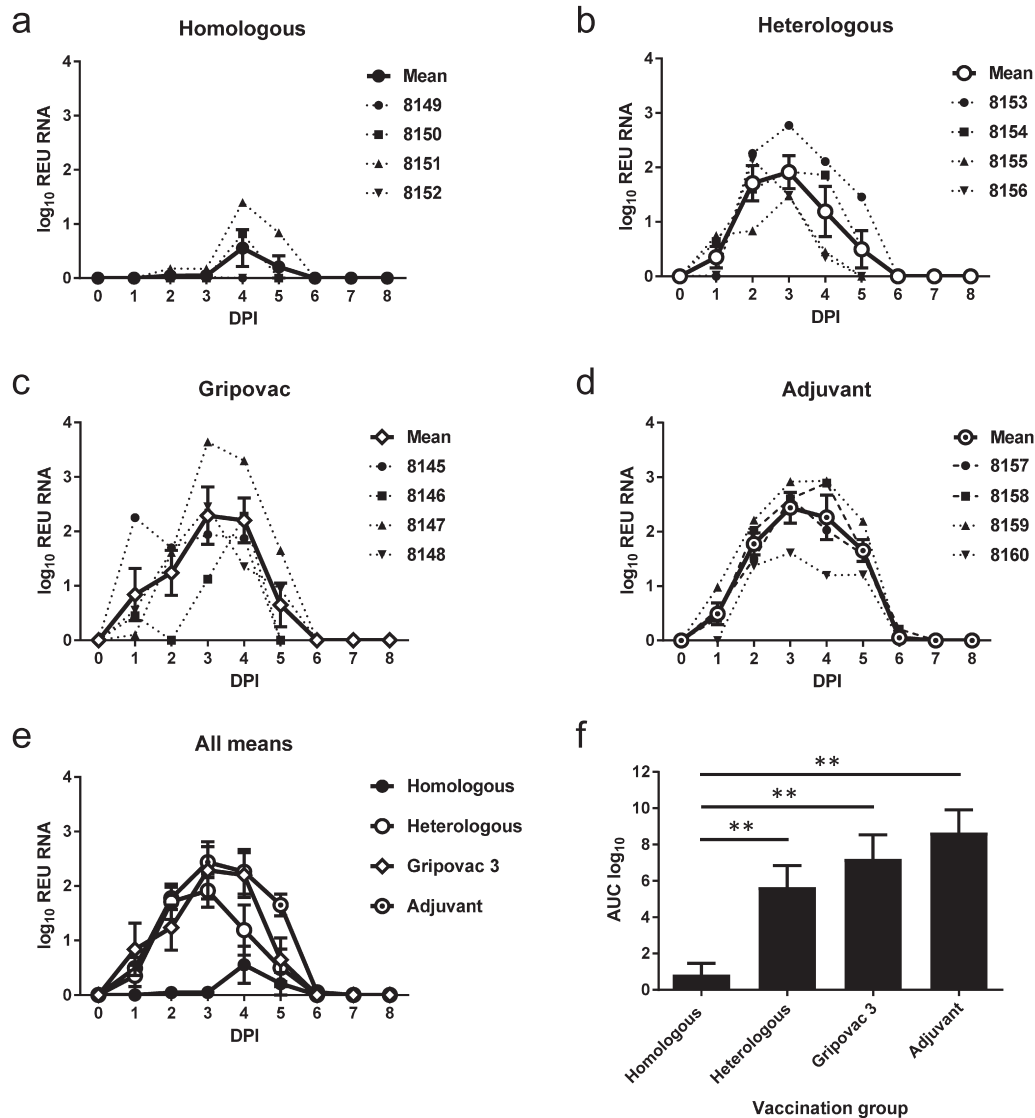 a
Homologous
4
3
2
1
0
log10 REU RNA
0 1 2 3 4 5 6 7 8
DPI
Mean
8149
8150
8151
8152
b
Heterologous
4
3
2
1
0
log10 REU RNA
0 1 2 3 4 5 6 7 8
DPI
Mean
8153
8154
8155
8156
c
Gripovac
4
3
2
1
0
log10 REU RNA
0 1 2 3 4 5 6 7 8
DPI
Mean
8145
8146
8147
8148
d
Adjuvant
4
3
2
1
0
log10 REU RNA
0 1 2 3 4 5 6 7 8
DPI
Mean
8157
8158
8159
8160
e
All means
4
3
2
1
0
log10 REU RNA
0 1 2 3 4 5 6 7 8
DPI
Homologous
Heterologous
Gripovac 3
Adjuvant
f
12
10
8
6
4
2
0
AUC log10
**
**
**
Homologous
Heterologous
Gripovac 3
Adjuvant
Vaccination group